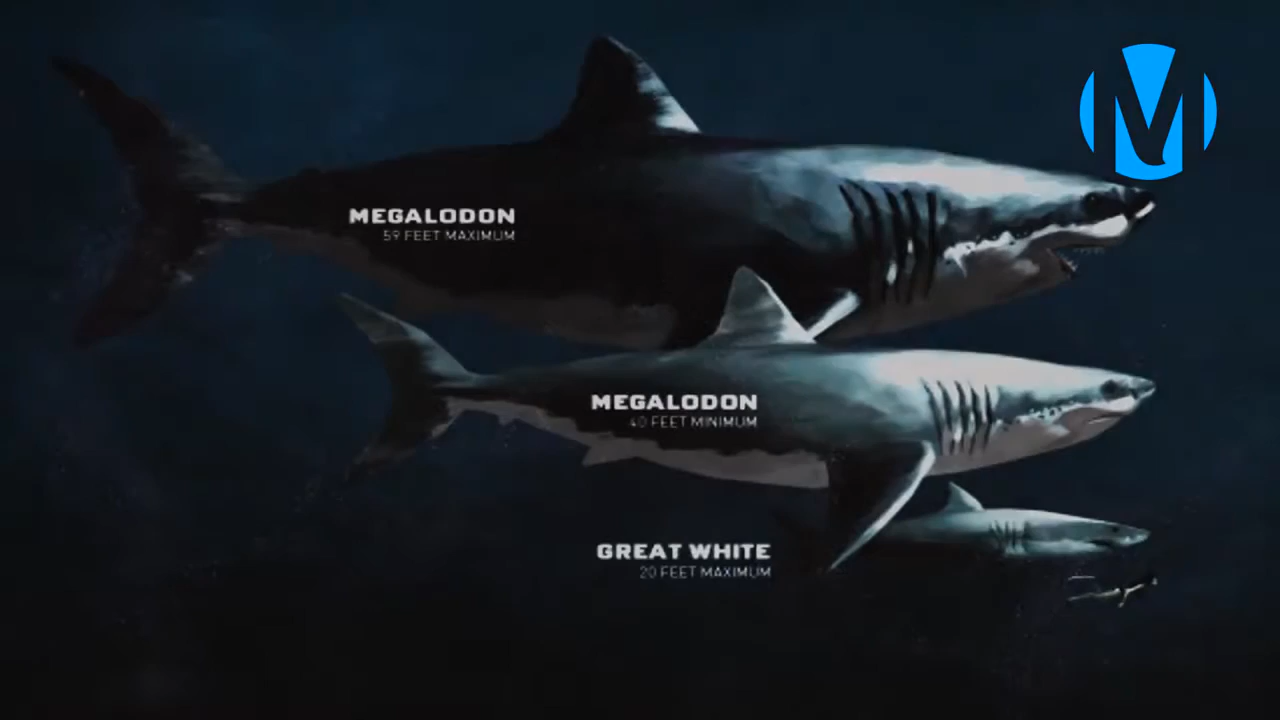 MEGALODON
59 FEET MAXIMUM
MEGALODON
40 FEET MINIMUM
GREAT WHITE
20 FEET MAXIMUM